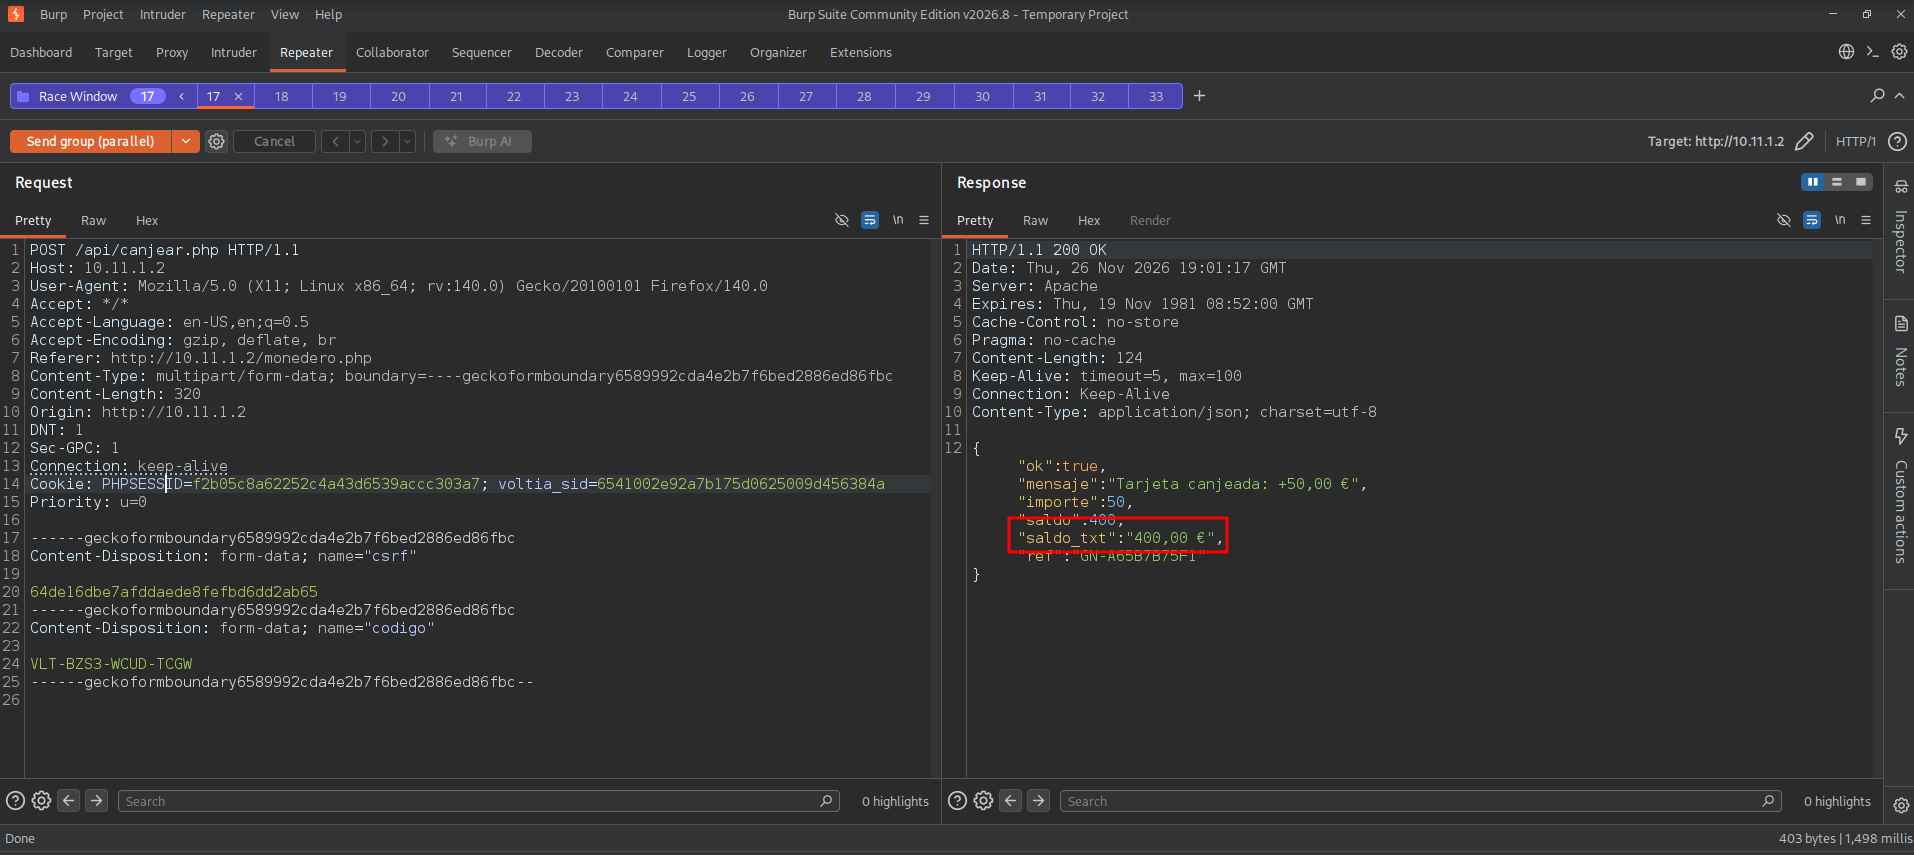 Burp Project Intruder Repeater View Help
Burp Suite Community Edition v2026.8 - Temporary Project
Dashboard Target Proxy Intruder Repeater Collaborator Sequencer Decoder Comparer Logger Organizer Extensions
Race Window 17 17 18 19 20 21 22 23 24 25 26 27 28 29 30 31 32 33
Send group (parallel) Cancel Burp AI
Target: http://10.11.1.2 HTTP/1
Request
Pretty Raw Hex \n
1 POST /api/canjear.php HTTP/1.1
2 Host: 10.11.1.2
3 User-Agent: Mozilla/5.0 (X11; Linux x86_64; rv:140.0) Gecko/20100101 Firefox/140.0
4 Accept: */*
5 Accept-Language: en-US,en;q=0.5
6 Accept-Encoding: gzip, deflate, br
7 Referer: http://10.11.1.2/monedero.php
8 Content-Type: multipart/form-data; boundary=----geckoformboundary6589992cda4e2b7f6bed2886ed86fbc
9 Content-Length: 320
10 Origin: http://10.11.1.2
11 DNT: 1
12 Sec-GPC: 1
13 Connection: keep-alive
14 Cookie: PHPSESSID=f2b05c8a62252c4a43d6539accc303a7; voltia_sid=6541002e92a7b175d0625009d456384a
15 Priority: u=0
16
17 ------geckoformboundary6589992cda4e2b7f6bed2886ed86fbc
18 Content-Disposition: form-data; name="csrf"
19
20 64de16dbe7afddaede8fefbd6dd2ab65
21 ------geckoformboundary6589992cda4e2b7f6bed2886ed86fbc
22 Content-Disposition: form-data; name="codigo"
23
24 VLT-BZS3-WCUD-TCGW
25 ------geckoformboundary6589992cda4e2b7f6bed2886ed86fbc--
26
Search
0 highlights
Response
Pretty Raw Hex Render \n
1 HTTP/1.1 200 OK
2 Date: Thu, 26 Nov 2026 19:01:17 GMT
3 Server: Apache
4 Expires: Thu, 19 Nov 1981 08:52:00 GMT
5 Cache-Control: no-store
6 Pragma: no-cache
7 Content-Length: 124
8 Keep-Alive: timeout=5, max=100
9 Connection: Keep-Alive
10 Content-Type: application/json; charset=utf-8
11
12 {
"ok":true,
"mensaje":"Tarjeta canjeada: +50,00 €",
"importe":50,
"saldo":400,
"saldo_txt":"400,00 €",
"ref":"GN-A65B7B75F1"
}
Search
0 highlights
Inspector
Notes
Custom actions
Done
403 bytes | 1,498 millis